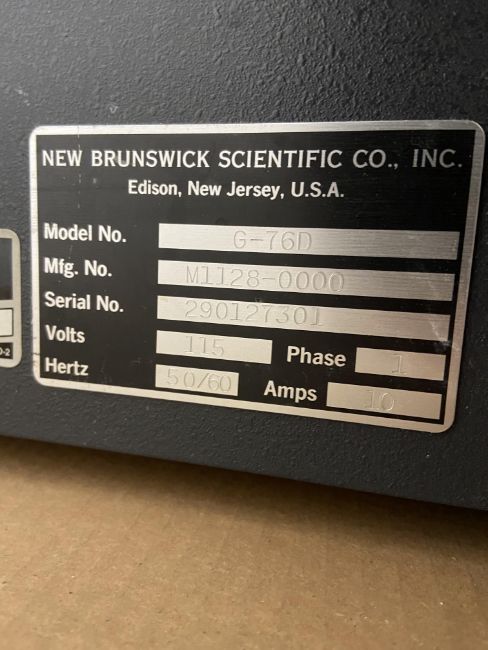 NEW BRUNSWICK SCIENTIFIC CO., INC.
Edison, New Jersey, U.S.A.
Model No. G-76D
Mfg. No. M1128-0000
Serial No. 290127301
Volts 115 Phase 1
Hertz 50/60 Amps 10